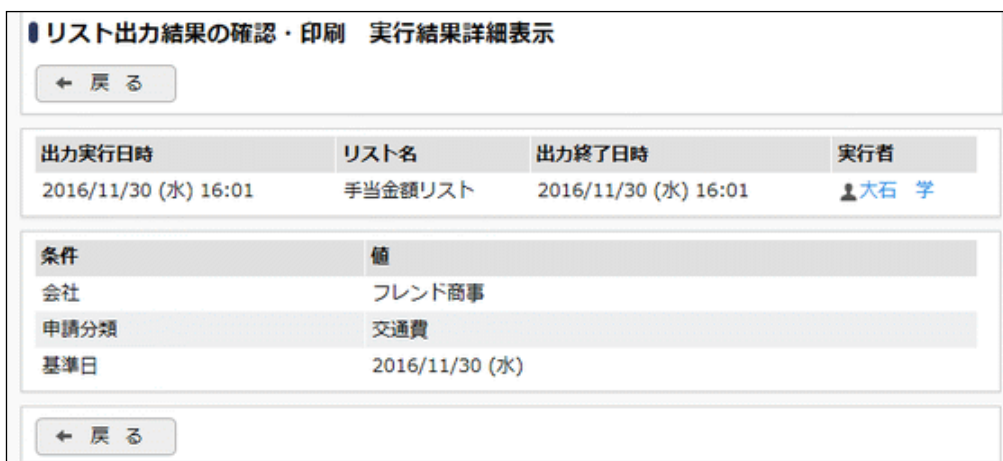 リスト出力結果の確認・印刷　実行結果詳細表示
← 戻 る
出力実行日時 リスト名 出力終了日時 実行者
2016/11/30 (水) 16:01 手当金額リスト 2016/11/30 (水) 16:01 大石　学
条件 値
会社 フレンド商事
申請分類 交通費
基準日 2016/11/30 (水)
← 戻 る